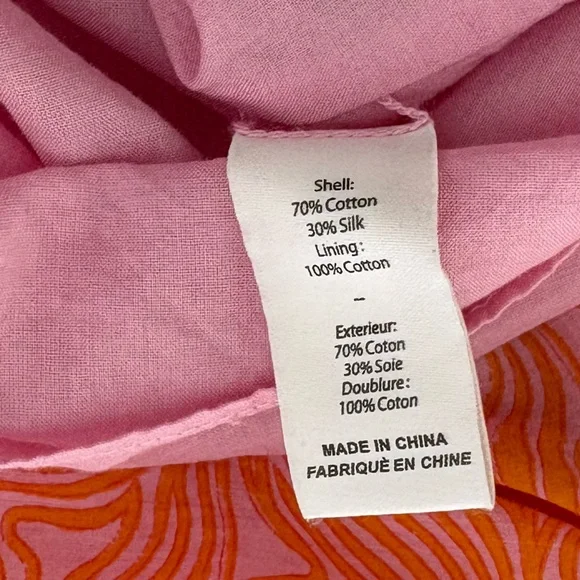 Shell:
70% Cotton
30% Silk
Lining:
100% Cotton
–
Exterieur:
70% Coton
30% Soie
Doublure:
100% Coton
MADE IN CHINA
FABRIQUÈ EN CHINE